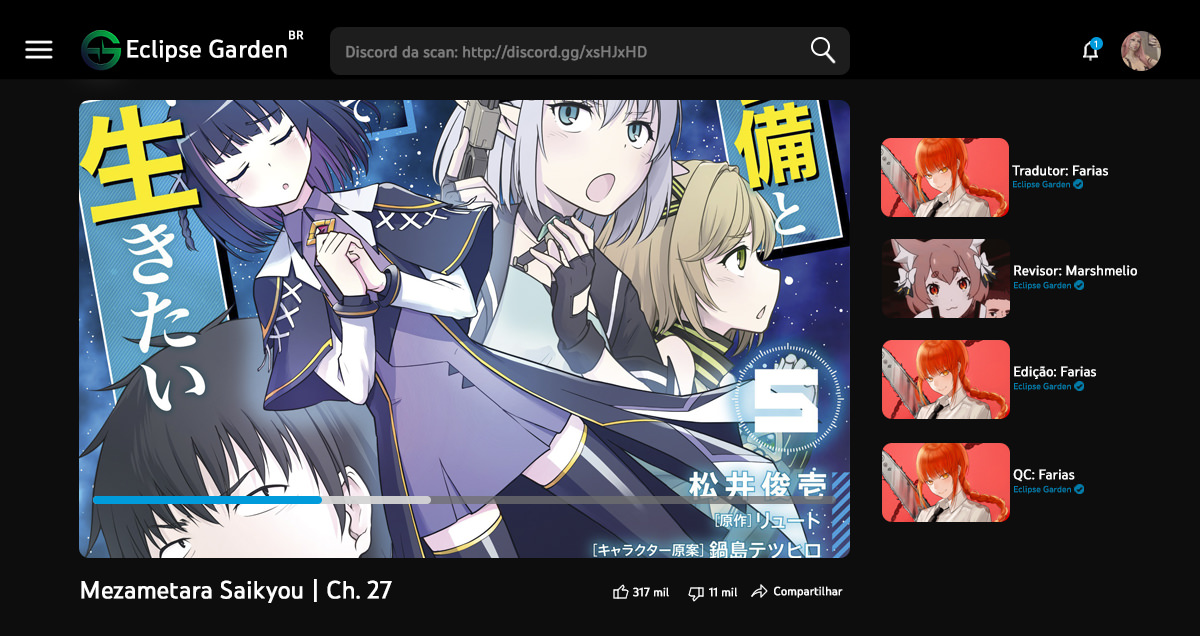 Eclipse Garden BR
Discord da scan: http://discord.gg/xsHJxHD
1
生きたい
て
備と
5
松井俊壱
[原作]リュート
[キャラクター原案]鍋島テツヒロ
Tradutor: Farias
Eclipse Garden
Revisor: Marshmelio
Eclipse Garden
Edição: Farias
Eclipse Garden
QC: Farias
Eclipse Garden
Mezametara Saikyou | Ch. 27
317 mil
11 mil
Compartilhar